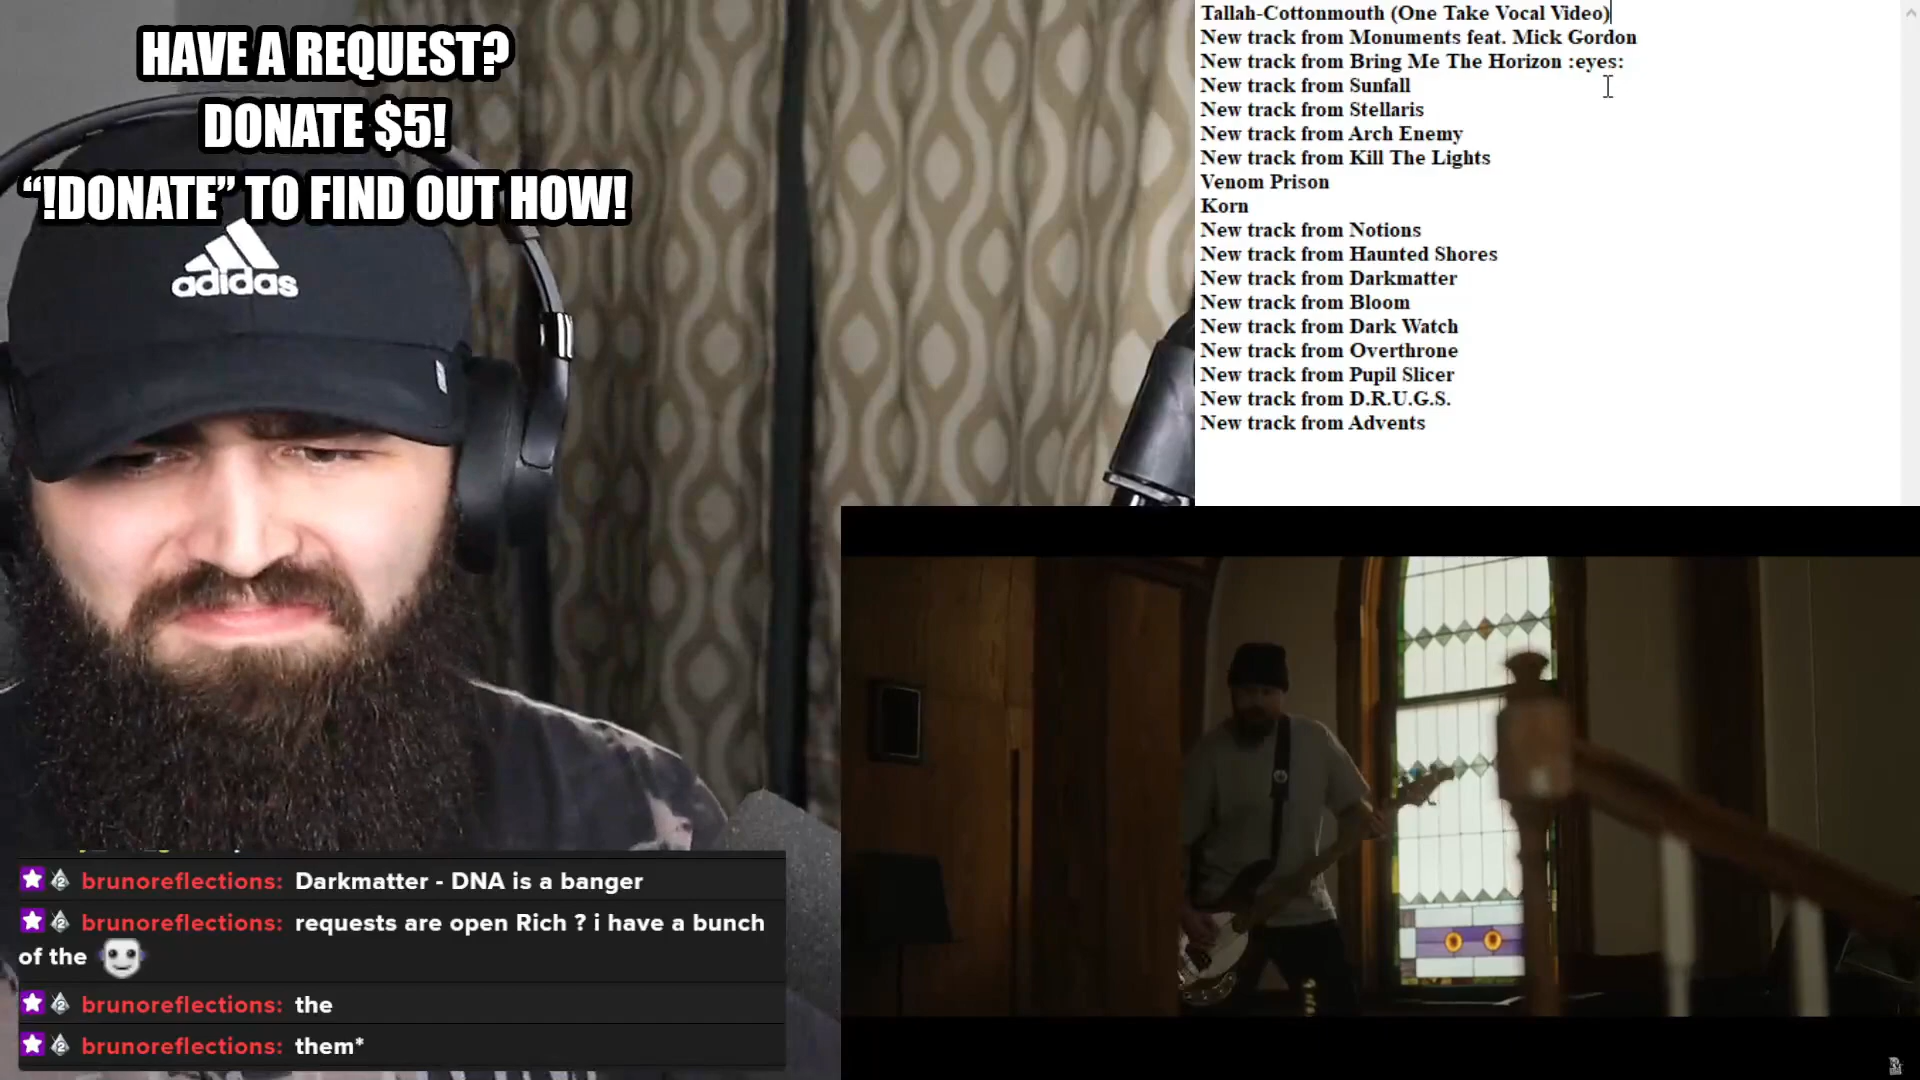 HAVE A REQUEST?
DONATE $5!
“!DONATE” TO FIND OUT HOW!
adidas
Tallah-Cottonmouth (One Take Vocal Video)
New track from Monuments feat. Mick Gordon
New track from Bring Me The Horizon :eyes:
New track from Sunfall
New track from Stellaris
New track from Arch Enemy
New track from Kill The Lights
Venom Prison
Korn
New track from Notions
New track from Haunted Shores
New track from Darkmatter
New track from Bloom
New track from Dark Watch
New track from Overthrone
New track from Pupil Slicer
New track from D.R.U.G.S.
New track from Advents
brunoreflections: Darkmatter - DNA is a banger
brunoreflections: requests are open Rich ? i have a bunch
of the
brunoreflections: the
brunoreflections: them*